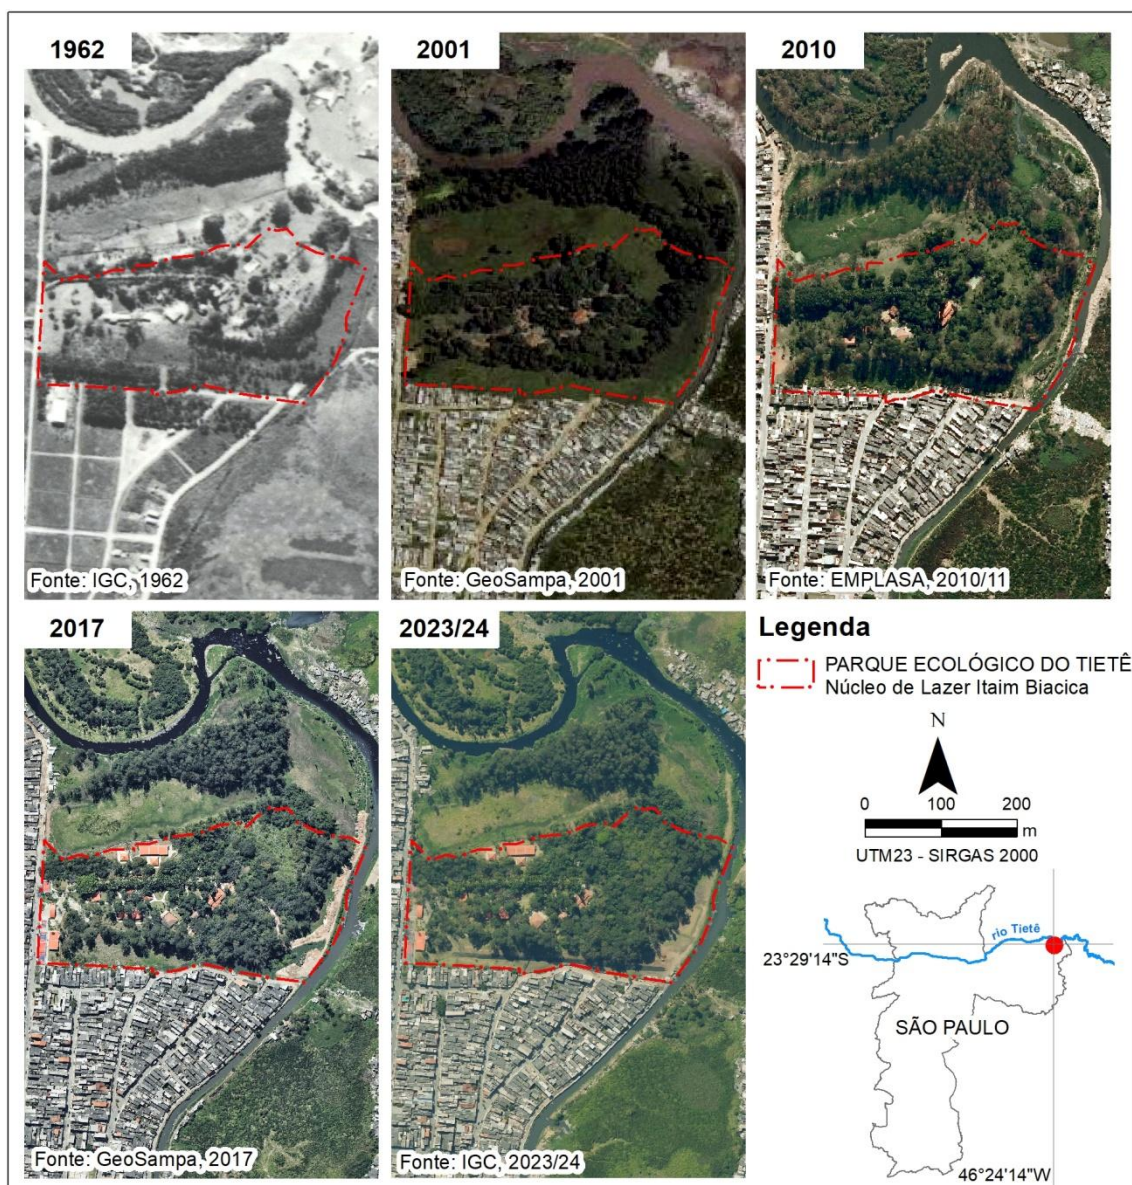 1962
2001
2010
Fonte: IGC, 1962
Fonte: GeoSampa, 2001
Fonte: EMPLASA, 2010/11
2017
2023/24
Fonte: GeoSampa, 2017
Fonte: IGC, 2023/24
Legenda
PARQUE ECOLÓGICO DO TIETÊ
Núcleo de Lazer Itaim Biacica
N
0 100 200
m
UTM23 - SIRGAS 2000
rio Tietê
23°29'14"S
SÃO PAULO
46°24'14"W